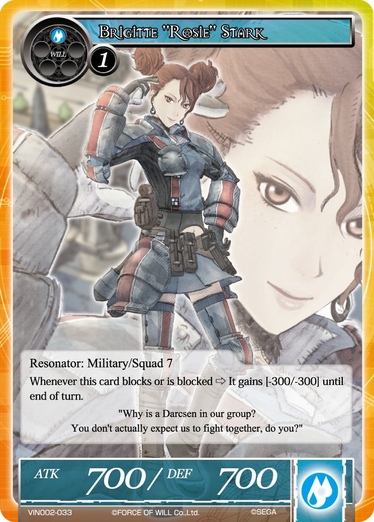 Brigitte "Rosie" Stark
WILL
1
Resonator: Military/Squad 7
Whenever this card blocks or is blocked ⇨ It gains [-300/-300] until
end of turn.
"Why is a Darcsen in our group?
You don't actually expect us to fight together, do you?"
ATK 700 / DEF 700
VIN002-033 ©FORCE OF WILL Co.,Ltd. ©SEGA